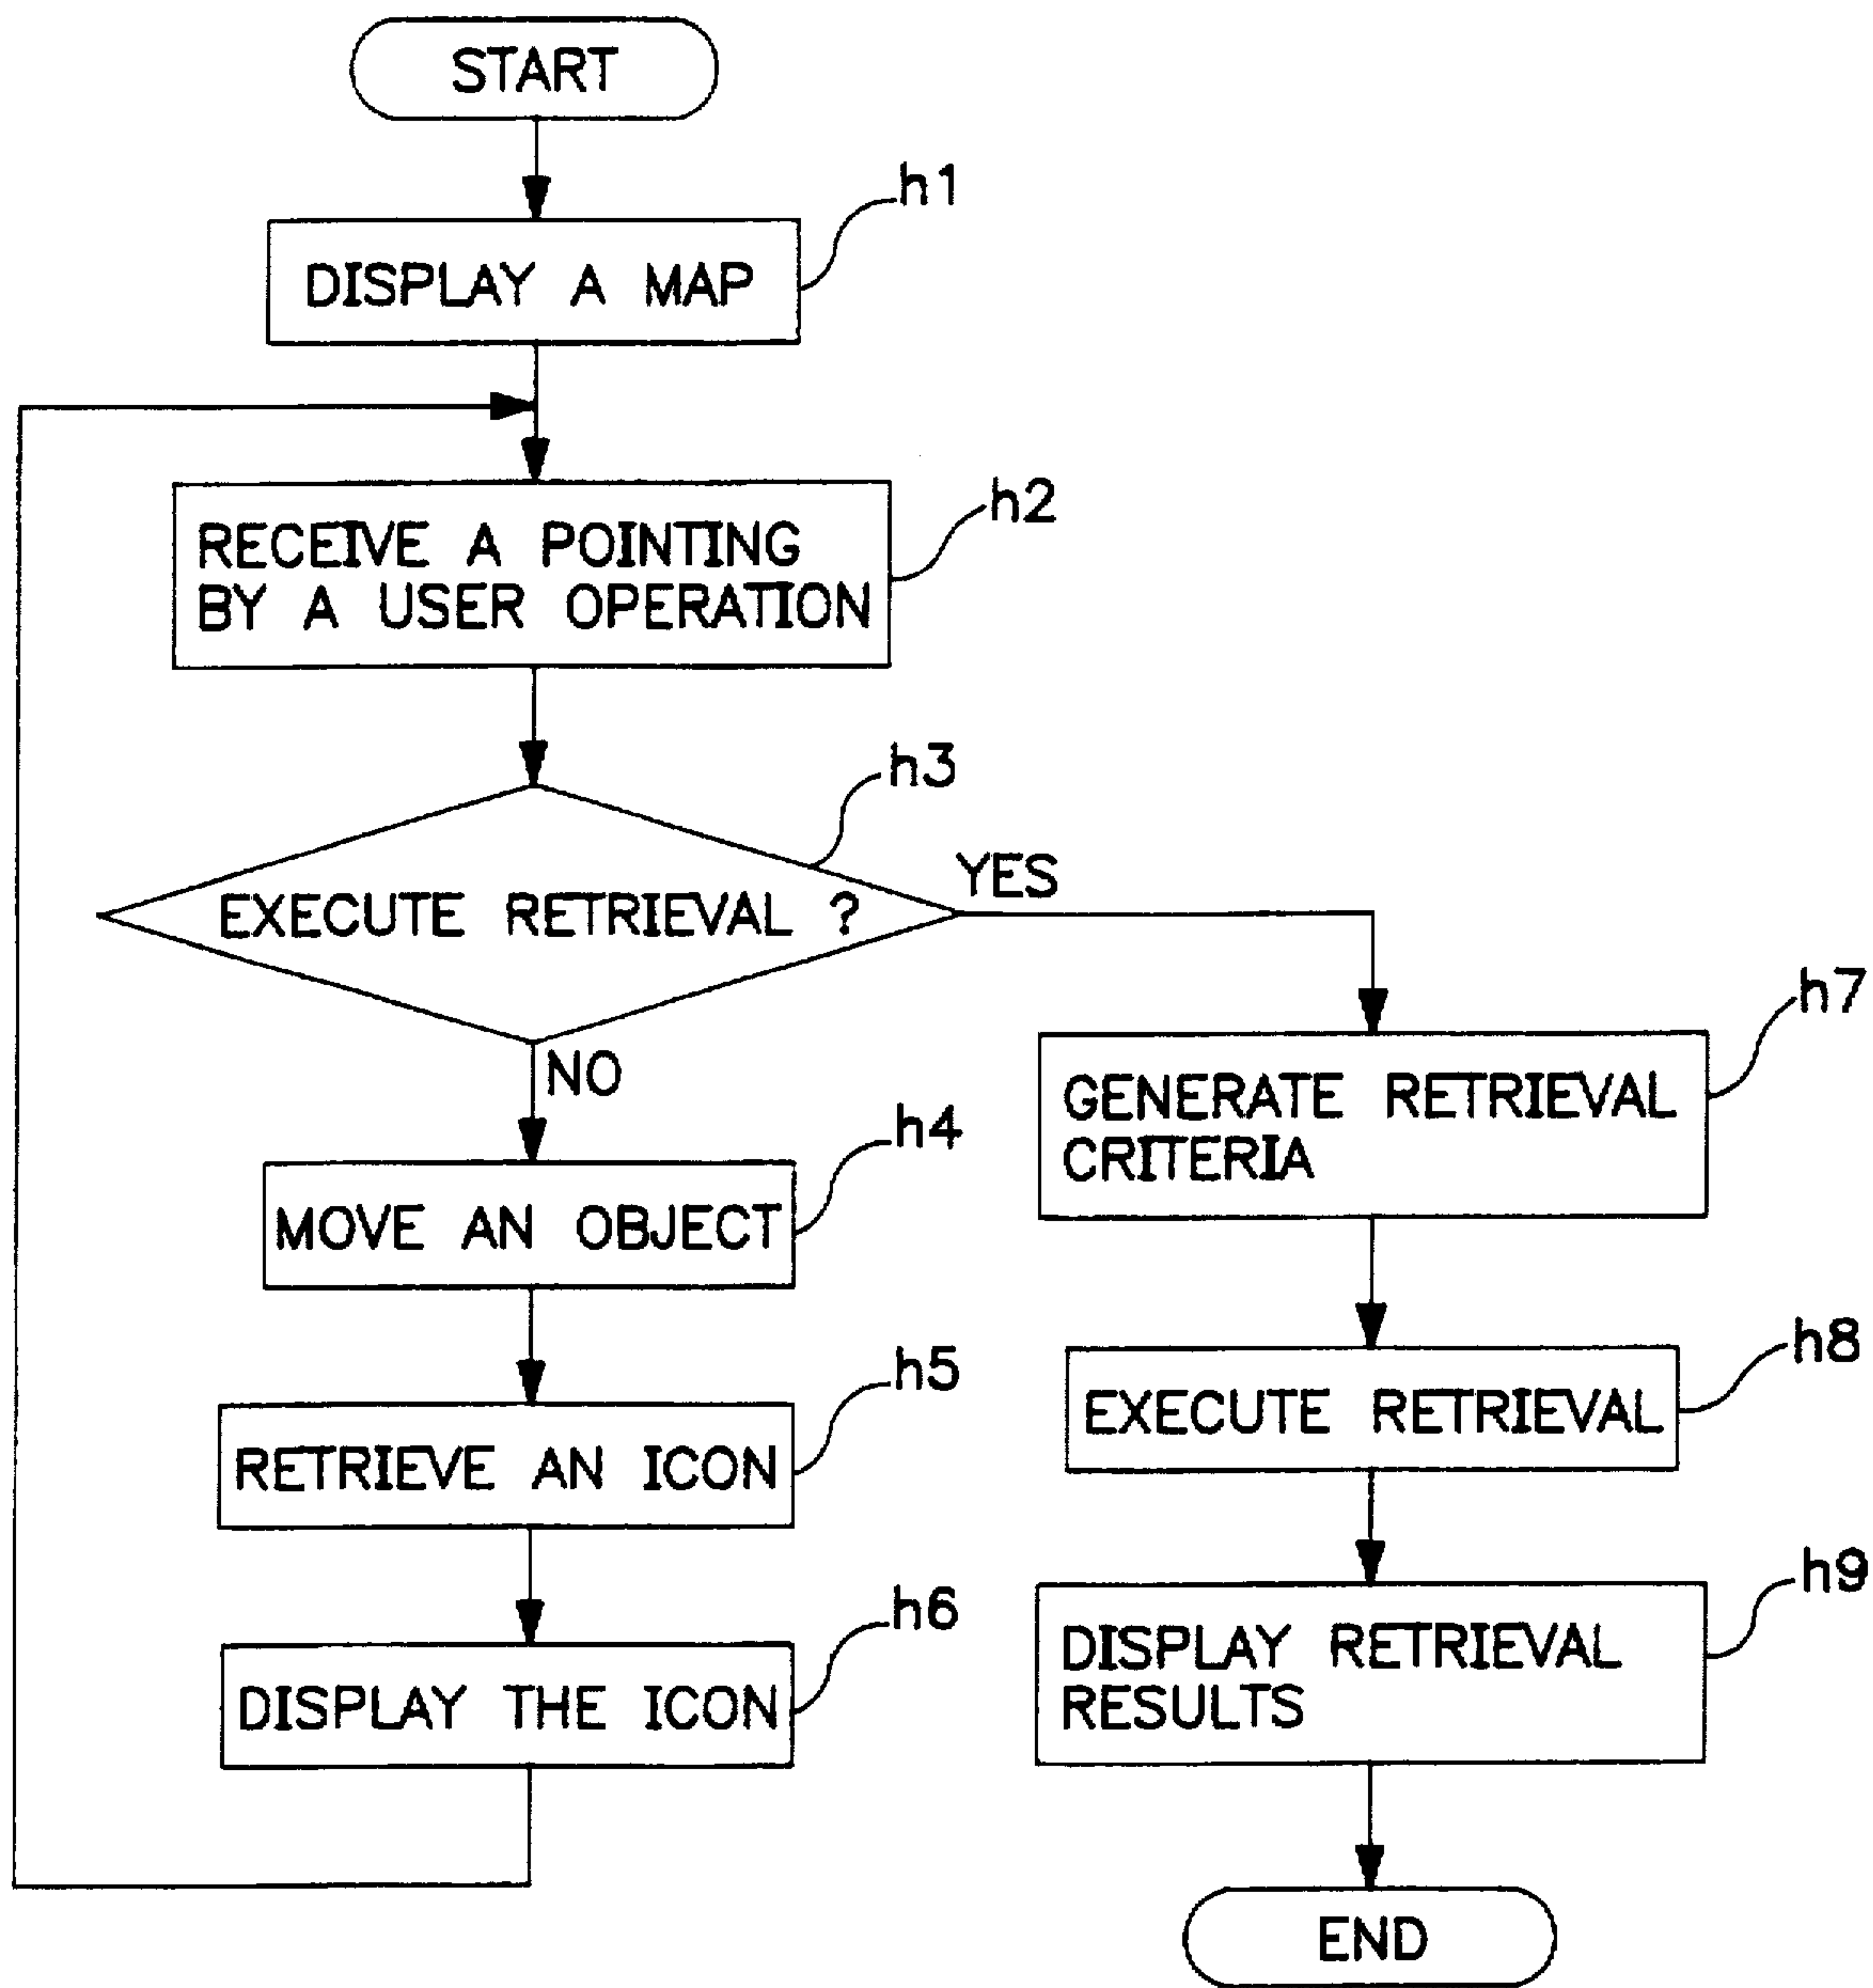 START
h1
DISPLAY A MAP
h2
RECEIVE A POINTING
BY A USER OPERATION
h3
EXECUTE RETRIEVAL ?
YES
NO
h4
MOVE AN OBJECT
h5
RETRIEVE AN ICON
h6
DISPLAY THE ICON
h7
GENERATE RETRIEVAL
CRITERIA
h8
EXECUTE RETRIEVAL
h9
DISPLAY RETRIEVAL
RESULTS
END